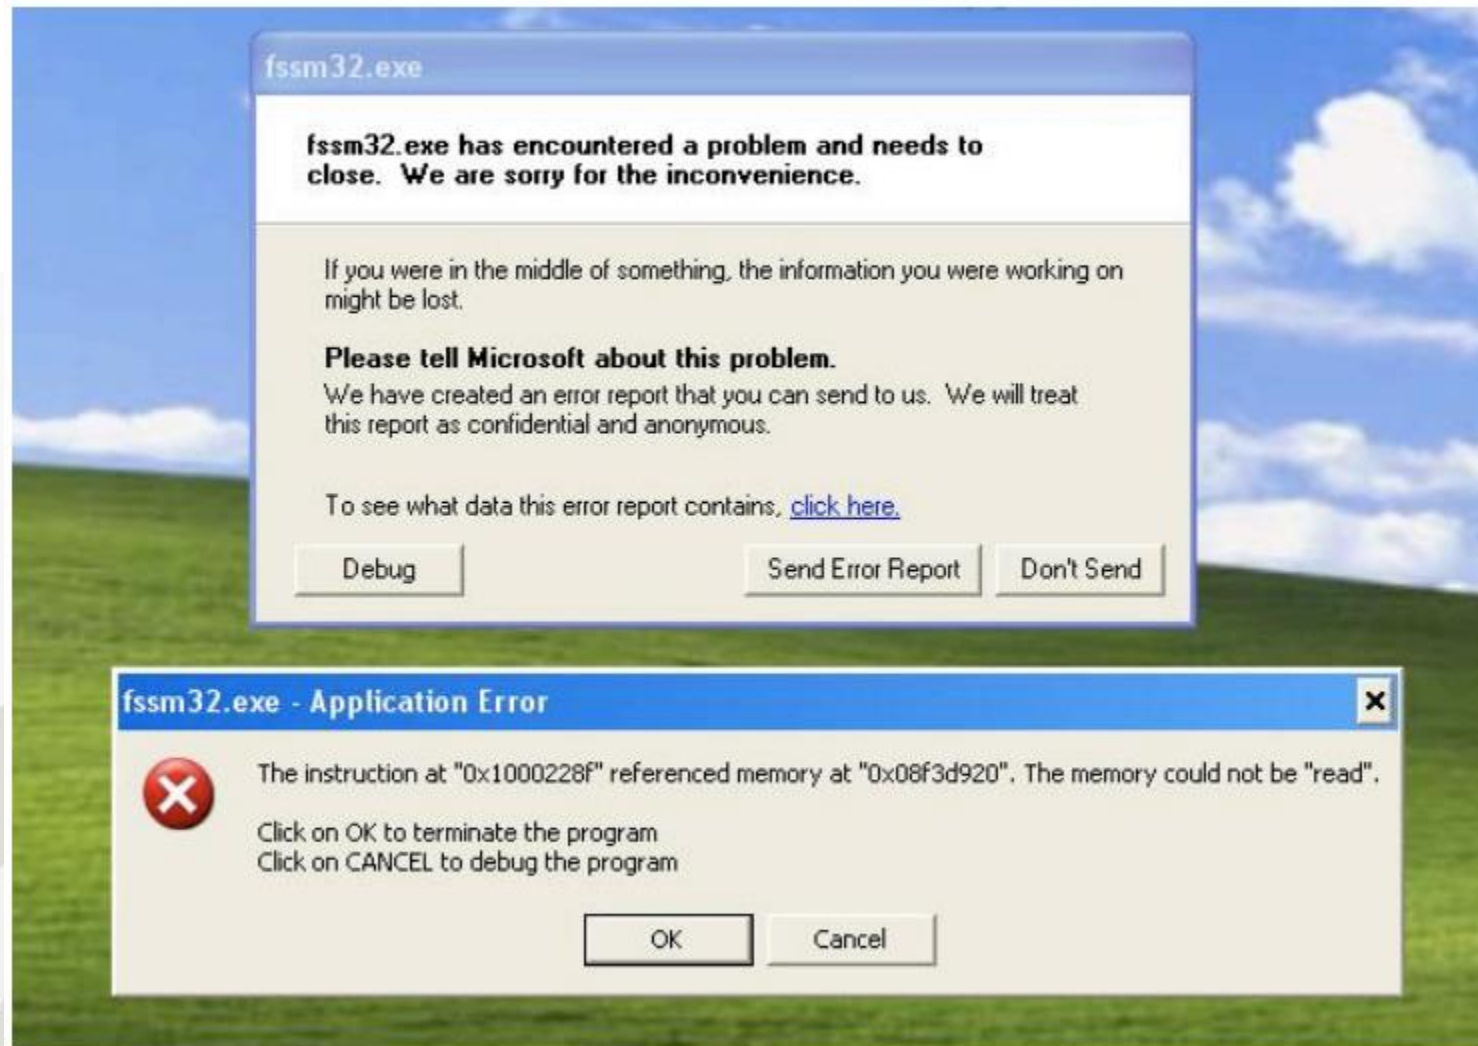 fssm32.exe
fssm32.exe has encountered a problem and needs to
close.  We are sorry for the inconvenience.
If you were in the middle of something, the information you were working on
might be lost.
Please tell Microsoft about this problem.
We have created an error report that you can send to us.  We will treat
this report as confidential and anonymous.
To see what data this error report contains, click here.
Debug
Send Error Report
Don't Send
fssm32.exe - Application Error
The instruction at "0x1000228f" referenced memory at "0x08f3d920". The memory could not be "read".
Click on OK to terminate the program
Click on CANCEL to debug the program
OK
Cancel